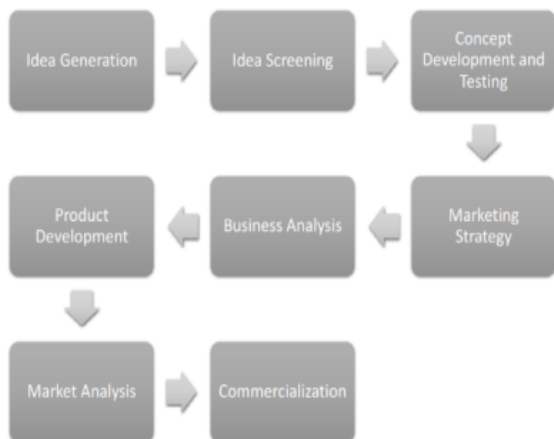 Idea Generation
Idea Screening
Concept
Development and
Testing
Marketing
Strategy
Business Analysis
Product
Development
Market Analysis
Commercialization